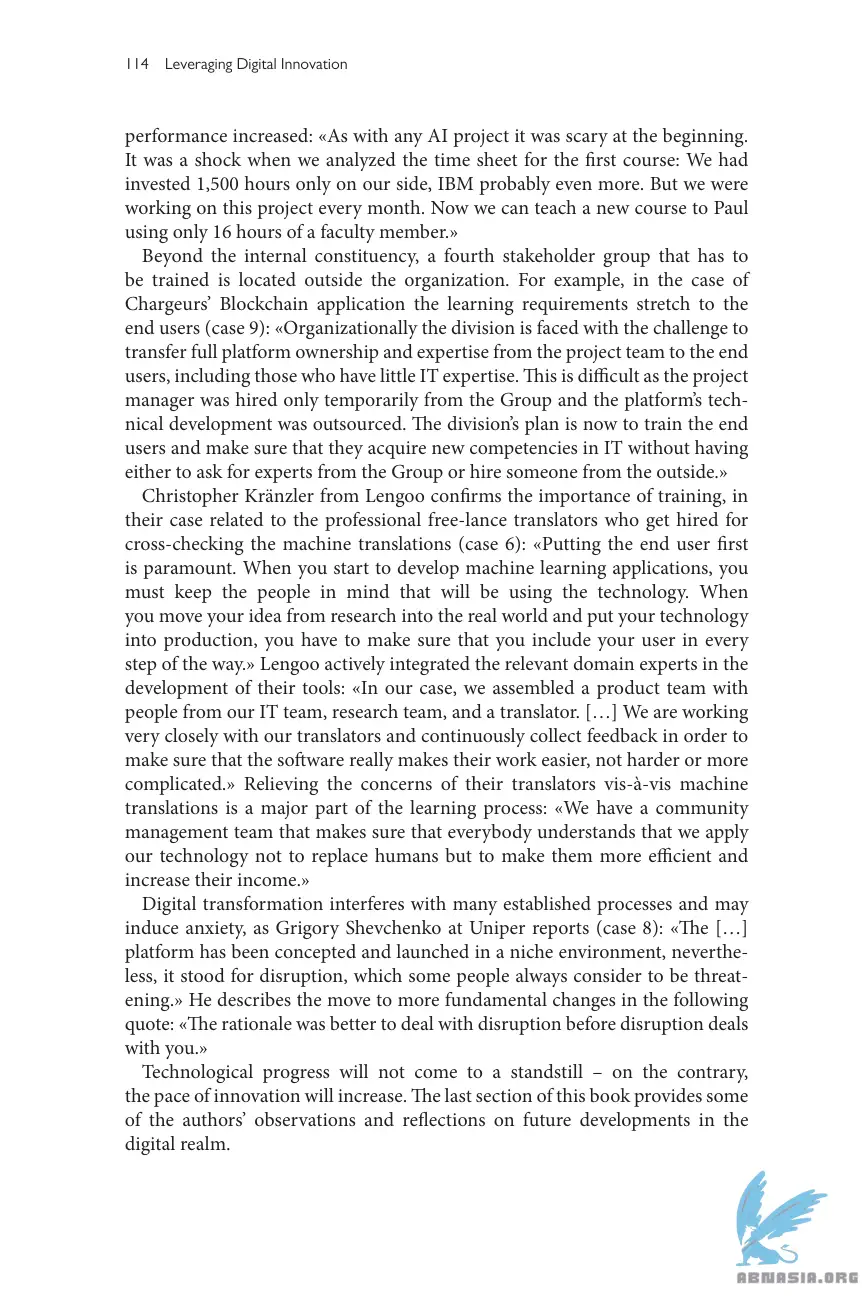 114 Leveraging Digital Innovation
performance increased: «As with any AI project it was scary at the beginning.
It was a shock when we analyzed the time sheet for the first course: We had
invested 1,500 hours only on our side, IBM probably even more. But we were
working on this project every month. Now we can teach a new course to Paul
using only 16 hours of a faculty member.»
Beyond the internal constituency, a fourth stakeholder group that has to
be trained is located outside the organization. For example, in the case of
Chargeurs’ Blockchain application the learning requirements stretch to the
end users (case 9): «Organizationally the division is faced with the challenge to
transfer full platform ownership and expertise from the project team to the end
users, including those who have little IT expertise. This is difficult as the project
manager was hired only temporarily from the Group and the platform’s tech-
nical development was outsourced. The division’s plan is now to train the end
users and make sure that they acquire new competencies in IT without having
either to ask for experts from the Group or hire someone from the outside.»
Christopher Kränzler from Lengoo confirms the importance of training, in
their case related to the professional free-lance translators who get hired for
cross-checking the machine translations (case 6): «Putting the end user first
is paramount. When you start to develop machine learning applications, you
must keep the people in mind that will be using the technology. When
you move your idea from research into the real world and put your technology
into production, you have to make sure that you include your user in every
step of the way.» Lengoo actively integrated the relevant domain experts in the
development of their tools: «In our case, we assembled a product team with
people from our IT team, research team, and a translator. […] We are working
very closely with our translators and continuously collect feedback in order to
make sure that the software really makes their work easier, not harder or more
complicated.» Relieving the concerns of their translators vis-à-vis machine
translations is a major part of the learning process: «We have a community
management team that makes sure that everybody understands that we apply
our technology not to replace humans but to make them more efficient and
increase their income.»
Digital transformation interferes with many established processes and may
induce anxiety, as Grigory Shevchenko at Uniper reports (case 8): «The […]
platform has been concepted and launched in a niche environment, neverthe-
less, it stood for disruption, which some people always consider to be threat-
ening.» He describes the move to more fundamental changes in the following
quote: «The rationale was better to deal with disruption before disruption deals
with you.»
Technological progress will not come to a standstill – on the contrary,
the pace of innovation will increase. The last section of this book provides some
of the authors’ observations and reflections on future developments in the
digital realm.
ABNASIA.ORG